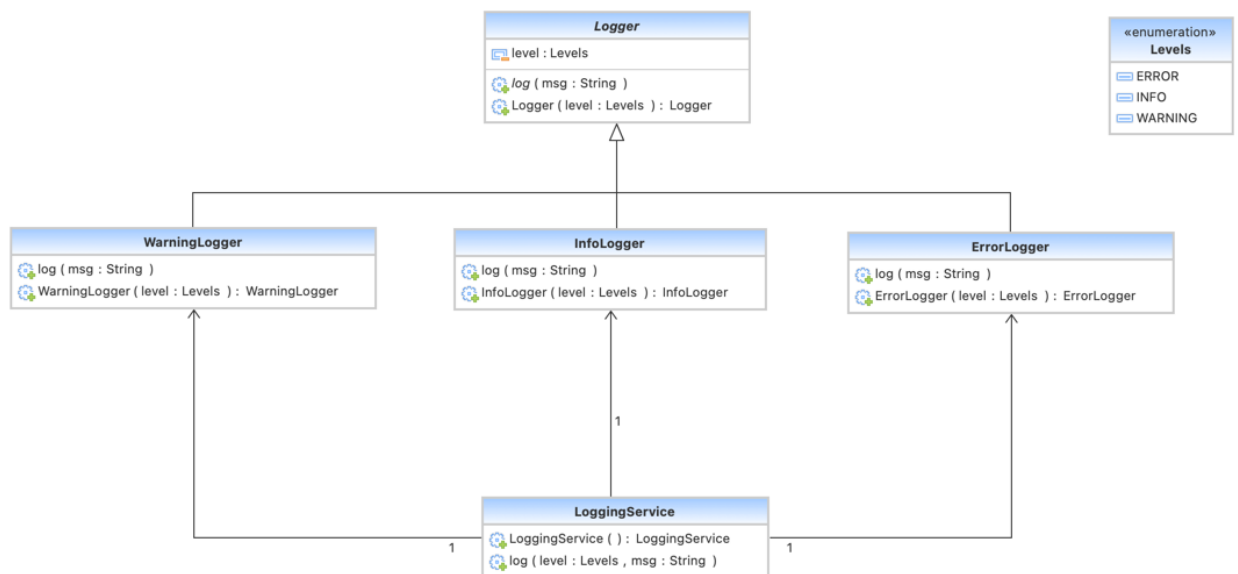 Logger
level : Levels
log ( msg : String )
Logger ( level : Levels ) : Logger
«enumeration»
Levels
ERROR
INFO
WARNING
WarningLogger
log ( msg : String )
WarningLogger ( level : Levels ) : WarningLogger
InfoLogger
log ( msg : String )
InfoLogger ( level : Levels ) : InfoLogger
ErrorLogger
log ( msg : String )
ErrorLogger ( level : Levels ) : ErrorLogger
1
1
1
LoggingService
LoggingService ( ) : LoggingService
log ( level : Levels , msg : String )